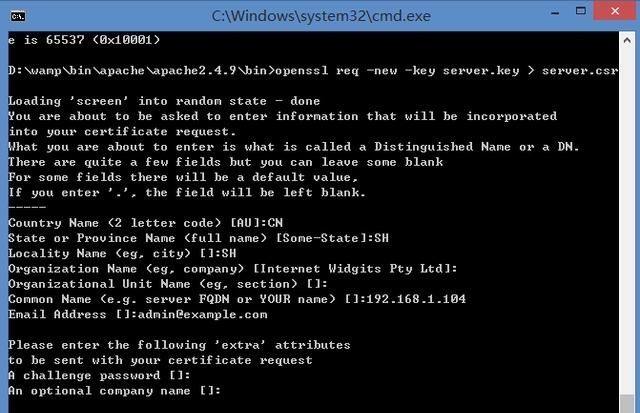 C:\Windows\system32\cmd.exe
e is 65537 (0x10001)
D:\wamp\bin\apache\apache2.4.9\bin>openssl req -new -key server.key > server.csr
Loading 'screen' into random state - done
You are about to be asked to enter information that will be incorporated
into your certificate request.
What you are about to enter is what is called a Distinguished Name or a DN.
There are quite a few fields but you can leave some blank
For some fields there will be a default value,
If you enter '.', the field will be left blank.
-----
Country Name (2 letter code) [AU]:CN
State or Province Name (full name) [Some-State]:SH
Locality Name (eg, city) []:SH
Organization Name (eg, company) [Internet Widgits Pty Ltd]:
Organizational Unit Name (eg, section) []:
Common Name (e.g. server FQDN or YOUR name) []:192.168.1.104
Email Address []:admin@example.com
Please enter the following 'extra' attributes
to be sent with your certificate request
A challenge password []:
An optional company name []: